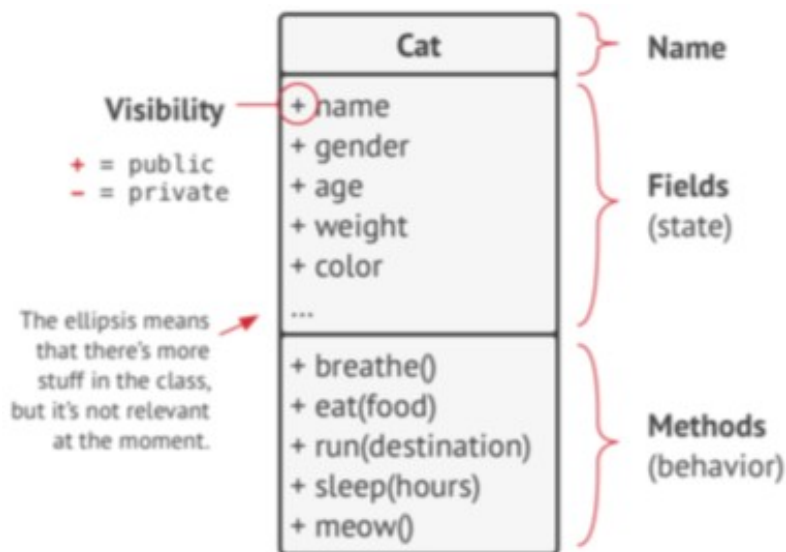 Cat
Name
Visibility
+ = public
− = private
+ name
+ gender
+ age
+ weight
+ color
...
Fields
(state)
The ellipsis means
that there's more
stuff in the class,
but it's not relevant
at the moment.
+ breathe()
+ eat(food)
+ run(destination)
+ sleep(hours)
+ meow()
Methods
(behavior)